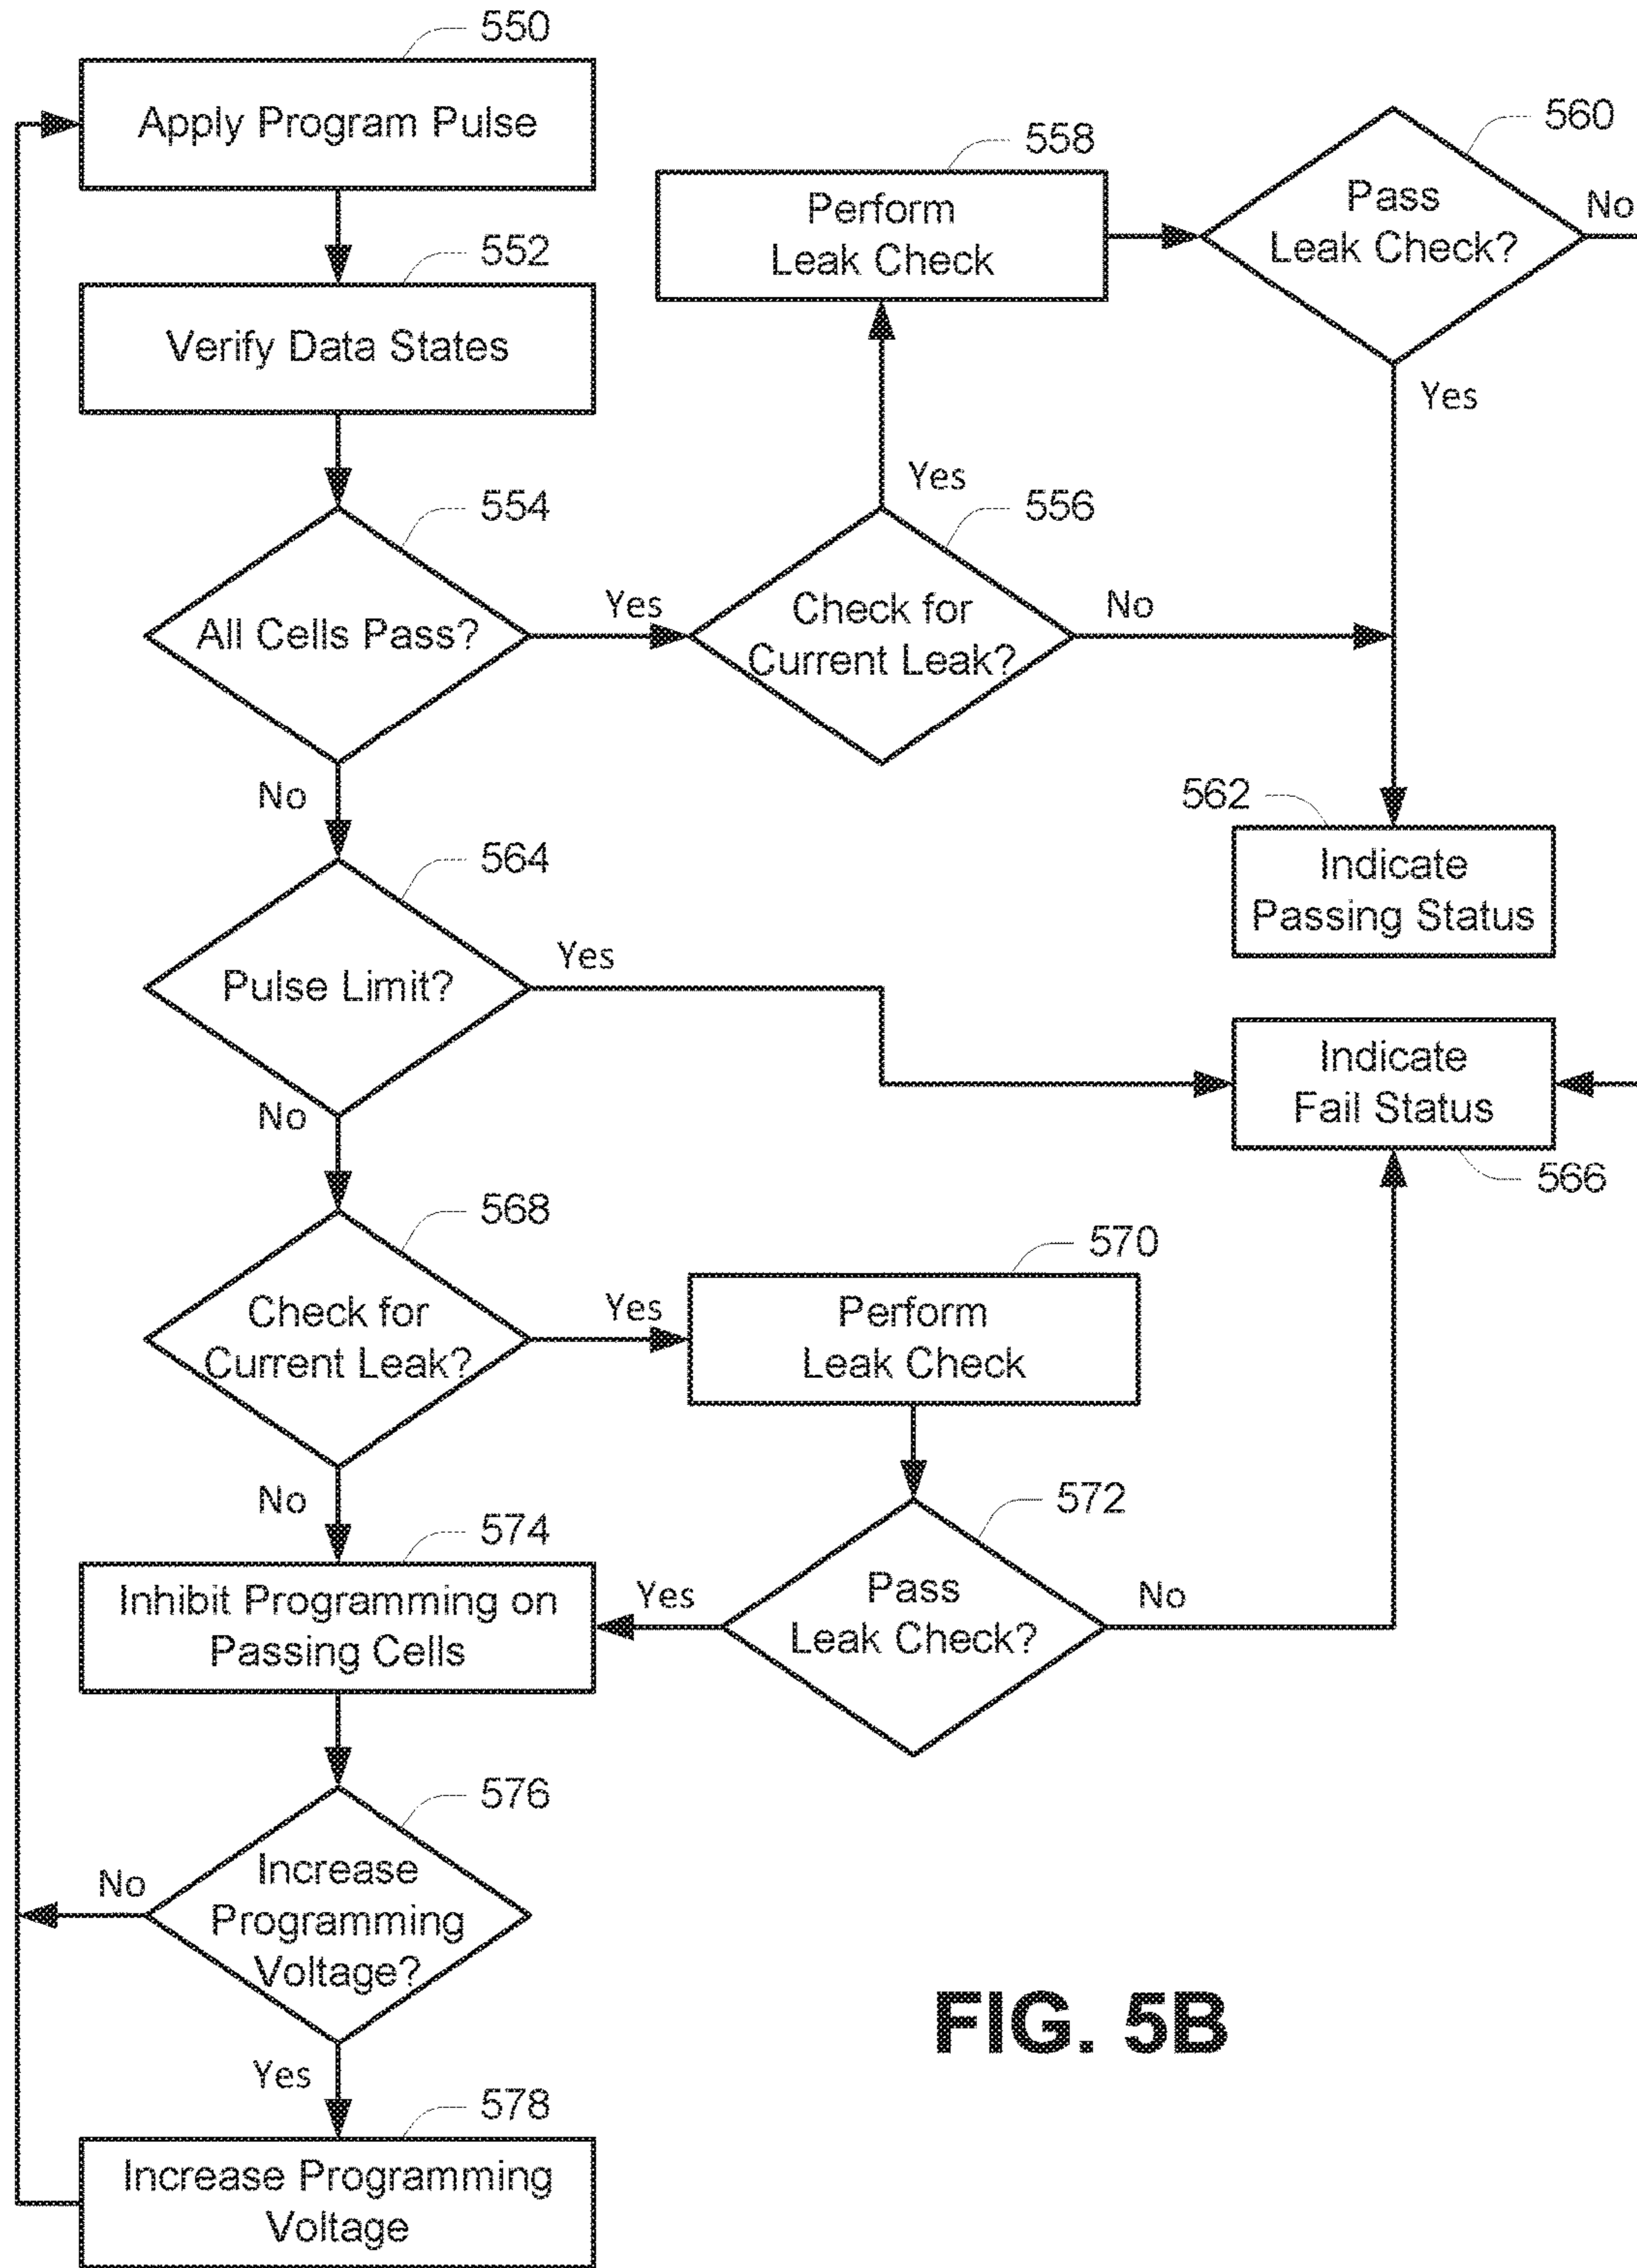 550
Apply Program Pulse
552
Verify Data States
554
All Cells Pass?
Yes
No
556
Check for
Current Leak?
Yes
No
558
Perform
Leak Check
560
Pass
Leak Check?
No
Yes
562
Indicate
Passing Status
564
Pulse Limit?
Yes
No
Indicate
Fail Status
566
568
Check for
Current Leak?
Yes
No
570
Perform
Leak Check
572
Pass
Leak Check?
Yes
No
574
Inhibit Programming on
Passing Cells
576
Increase
Programming
Voltage?
No
Yes
578
Increase Programming
Voltage
FIG. 5B